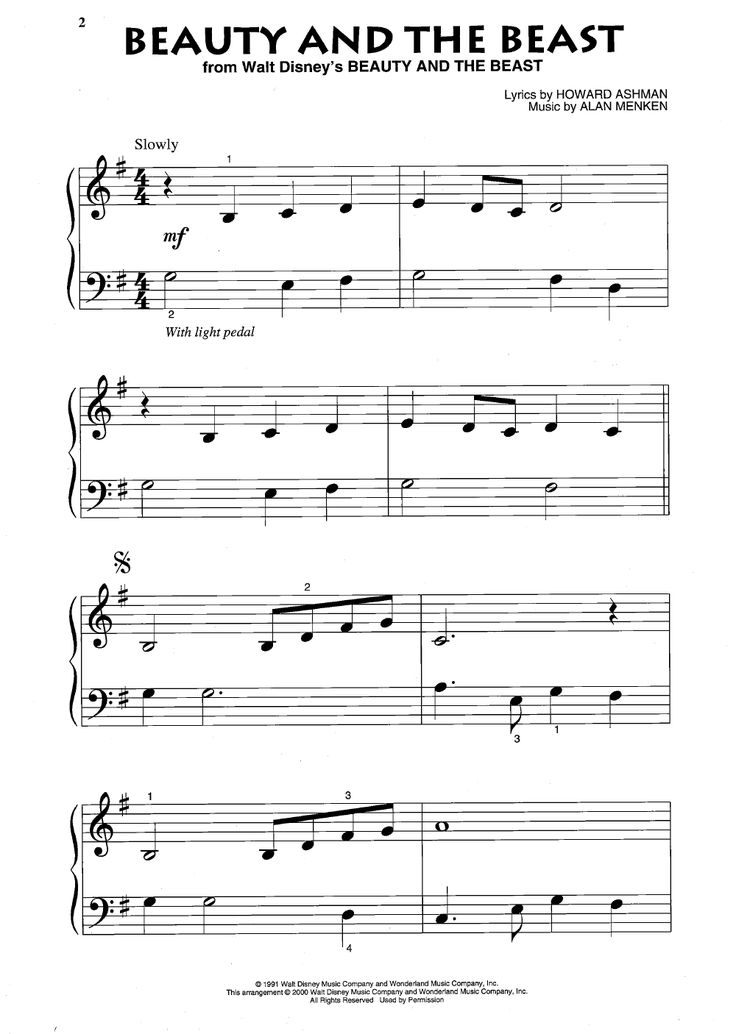 2
BEAUTY AND THE BEAST
from Walt Disney's BEAUTY AND THE BEAST
Lyrics by HOWARD ASHMAN
Music by ALAN MENKEN
Slowly
1
4
4
mf
4
4
2
With light pedal
2
3
1
1
3
4
© 1991 Walt Disney Music Company and Wonderland Music Company, Inc.
This arrangement © 2000 Walt Disney Music Company and Wonderland Music Company, Inc.
All Rights Reserved Used by Permission